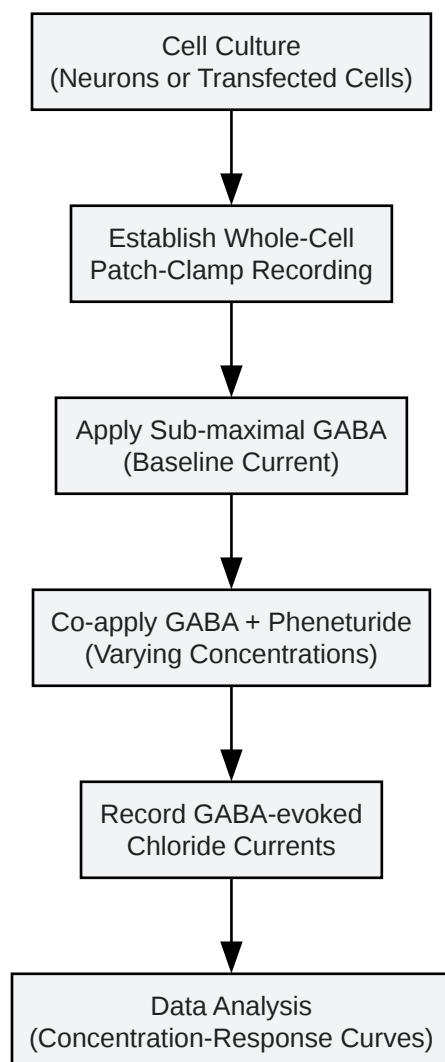 Cell Culture
(Neurons or Transfected Cells)
Establish Whole-Cell
Patch-Clamp Recording
Apply Sub-maximal GABA
(Baseline Current)
Co-apply GABA + Pheneturide
(Varying Concentrations)
Record GABA-evoked
Chloride Currents
Data Analysis
(Concentration-Response Curves)